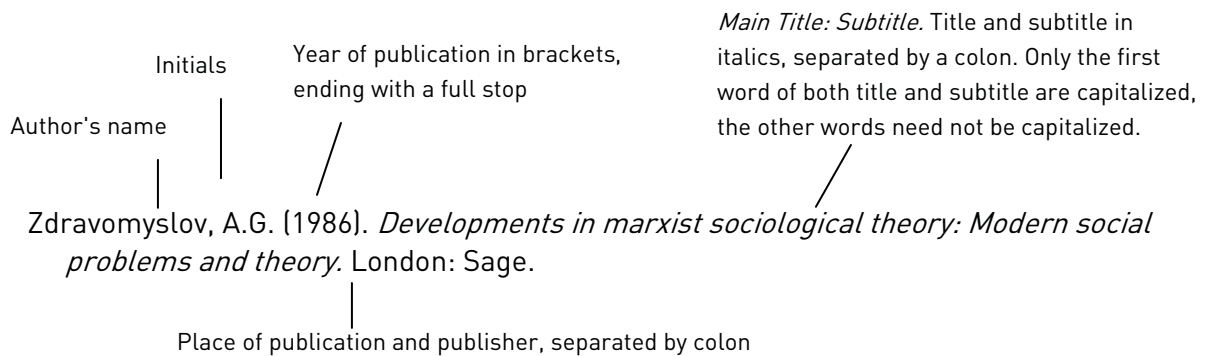 Main Title: Subtitle. Title and subtitle in
italics, separated by a colon. Only the first
word of both title and subtitle are capitalized,
the other words need not be capitalized.
Year of publication in brackets,
ending with a full stop
Initials
Author's name
Zdravomyslov, A.G. (1986). Developments in marxist sociological theory: Modern social
problems and theory. London: Sage.
Place of publication and publisher, separated by colon